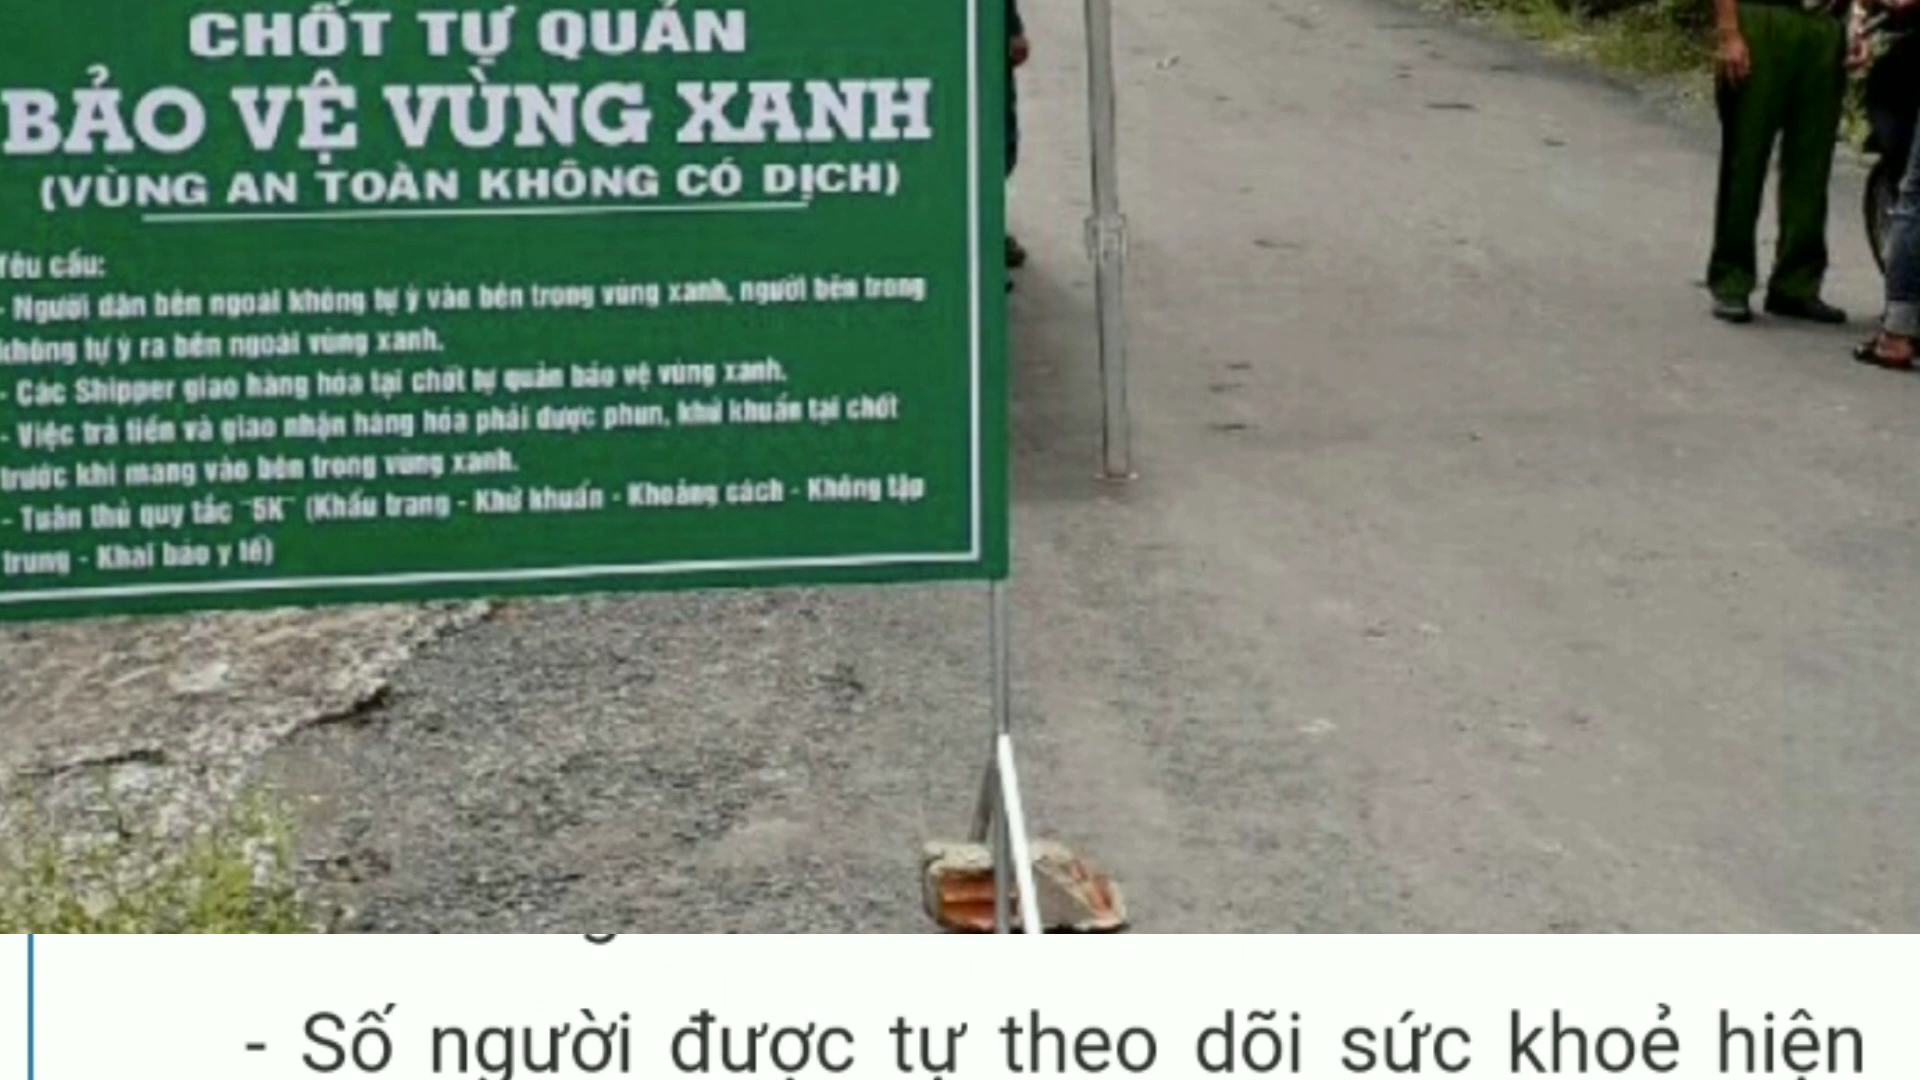 CHỐT TỰ QUẢN
BẢO VỆ VÙNG XANH
(VÙNG AN TOÀN KHÔNG CÓ DỊCH)
Yêu cầu:
- Người dân bên ngoài không tự ý vào bên trong vùng xanh, người bên trong
không tự ý ra bên ngoài vùng xanh.
- Các Shipper giao hàng hóa tại chốt tự quản bảo vệ vùng xanh.
- Việc trả tiền và giao nhận hàng hóa phải được phun, khử khuẩn tại chốt
trước khi mang vào bên trong vùng xanh.
- Tuân thủ quy tắc "5K" (Khẩu trang - Khử khuẩn - Khoảng cách - Không tập
trung - Khai báo y tế)
- Số người được tự theo dõi sức khoẻ hiện